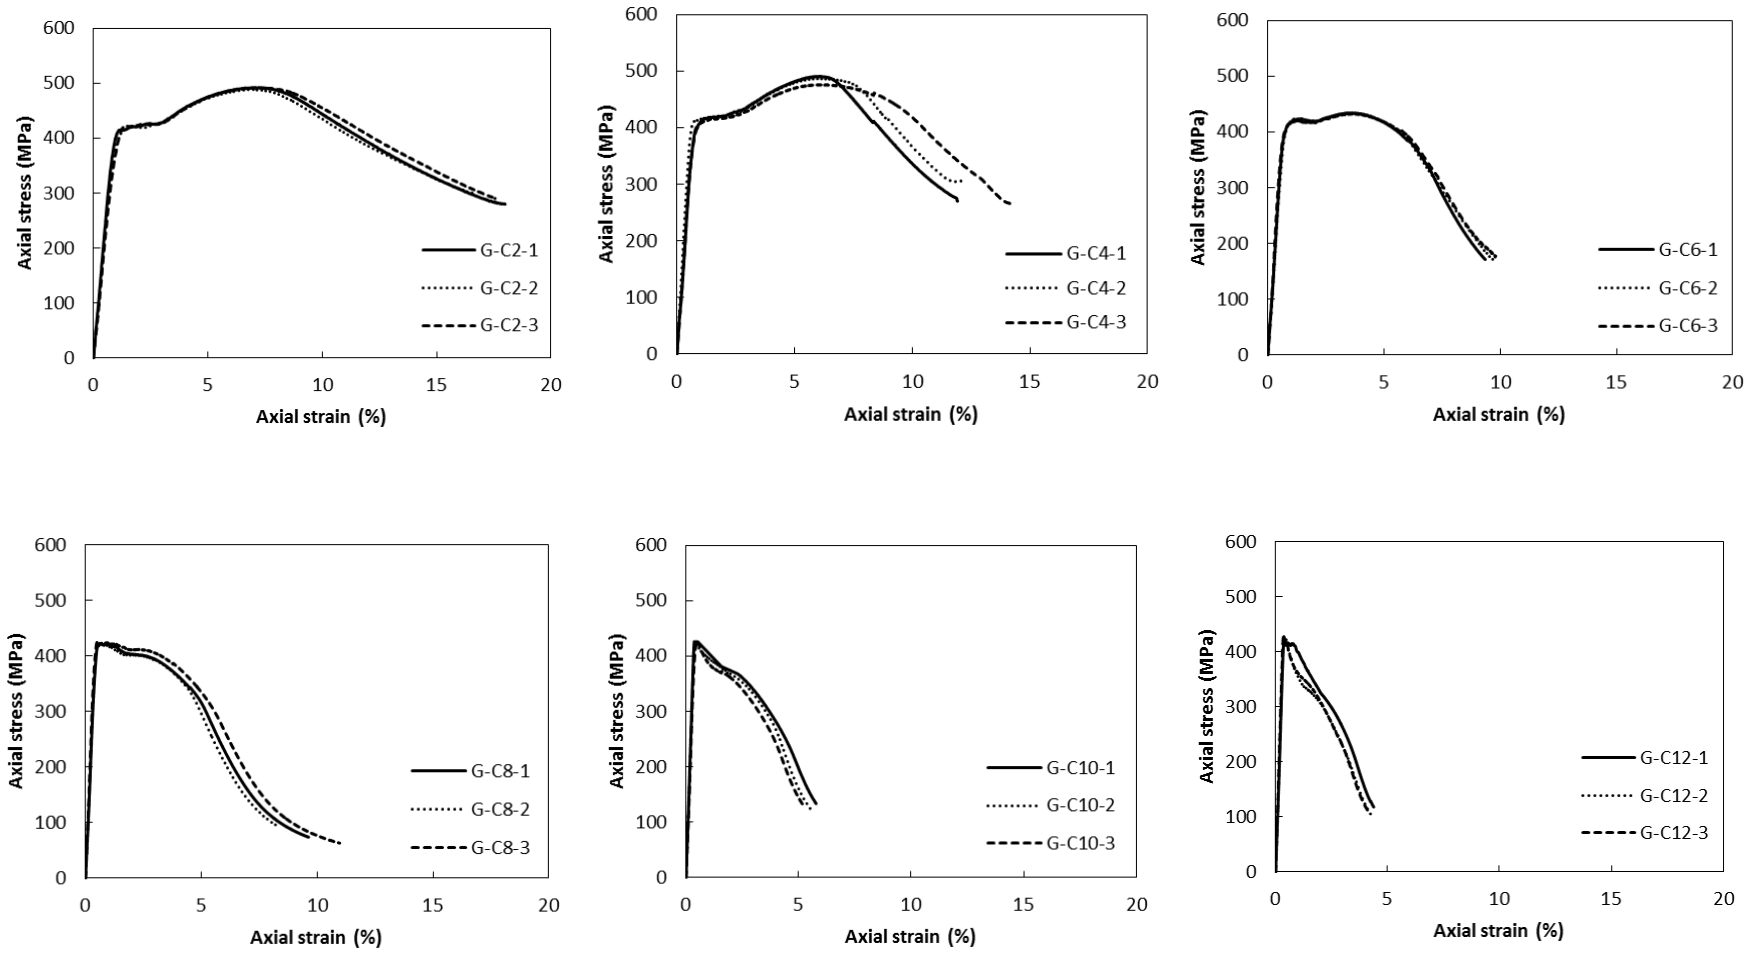 600
500
400
300
200
100
0
0 5 10 15 20
Axial stress (MPa)
Axial strain (%)
G-C2-1
G-C2-2
G-C2-3
600
500
400
300
200
100
0
0 5 10 15 20
Axial stress (MPa)
Axial strain (%)
G-C4-1
G-C4-2
G-C4-3
600
500
400
300
200
100
0
0 5 10 15 20
Axial stress (MPa)
Axial strain (%)
G-C6-1
G-C6-2
G-C6-3
600
500
400
300
200
100
0
0 5 10 15 20
Axial stress (MPa)
Axial strain (%)
G-C8-1
G-C8-2
G-C8-3
600
500
400
300
200
100
0
0 5 10 15 20
Axial stress (MPa)
Axial strain (%)
G-C10-1
G-C10-2
G-C10-3
600
500
400
300
200
100
0
0 5 10 15 20
Axial stress (MPa)
Axial strain (%)
G-C12-1
G-C12-2
G-C12-3